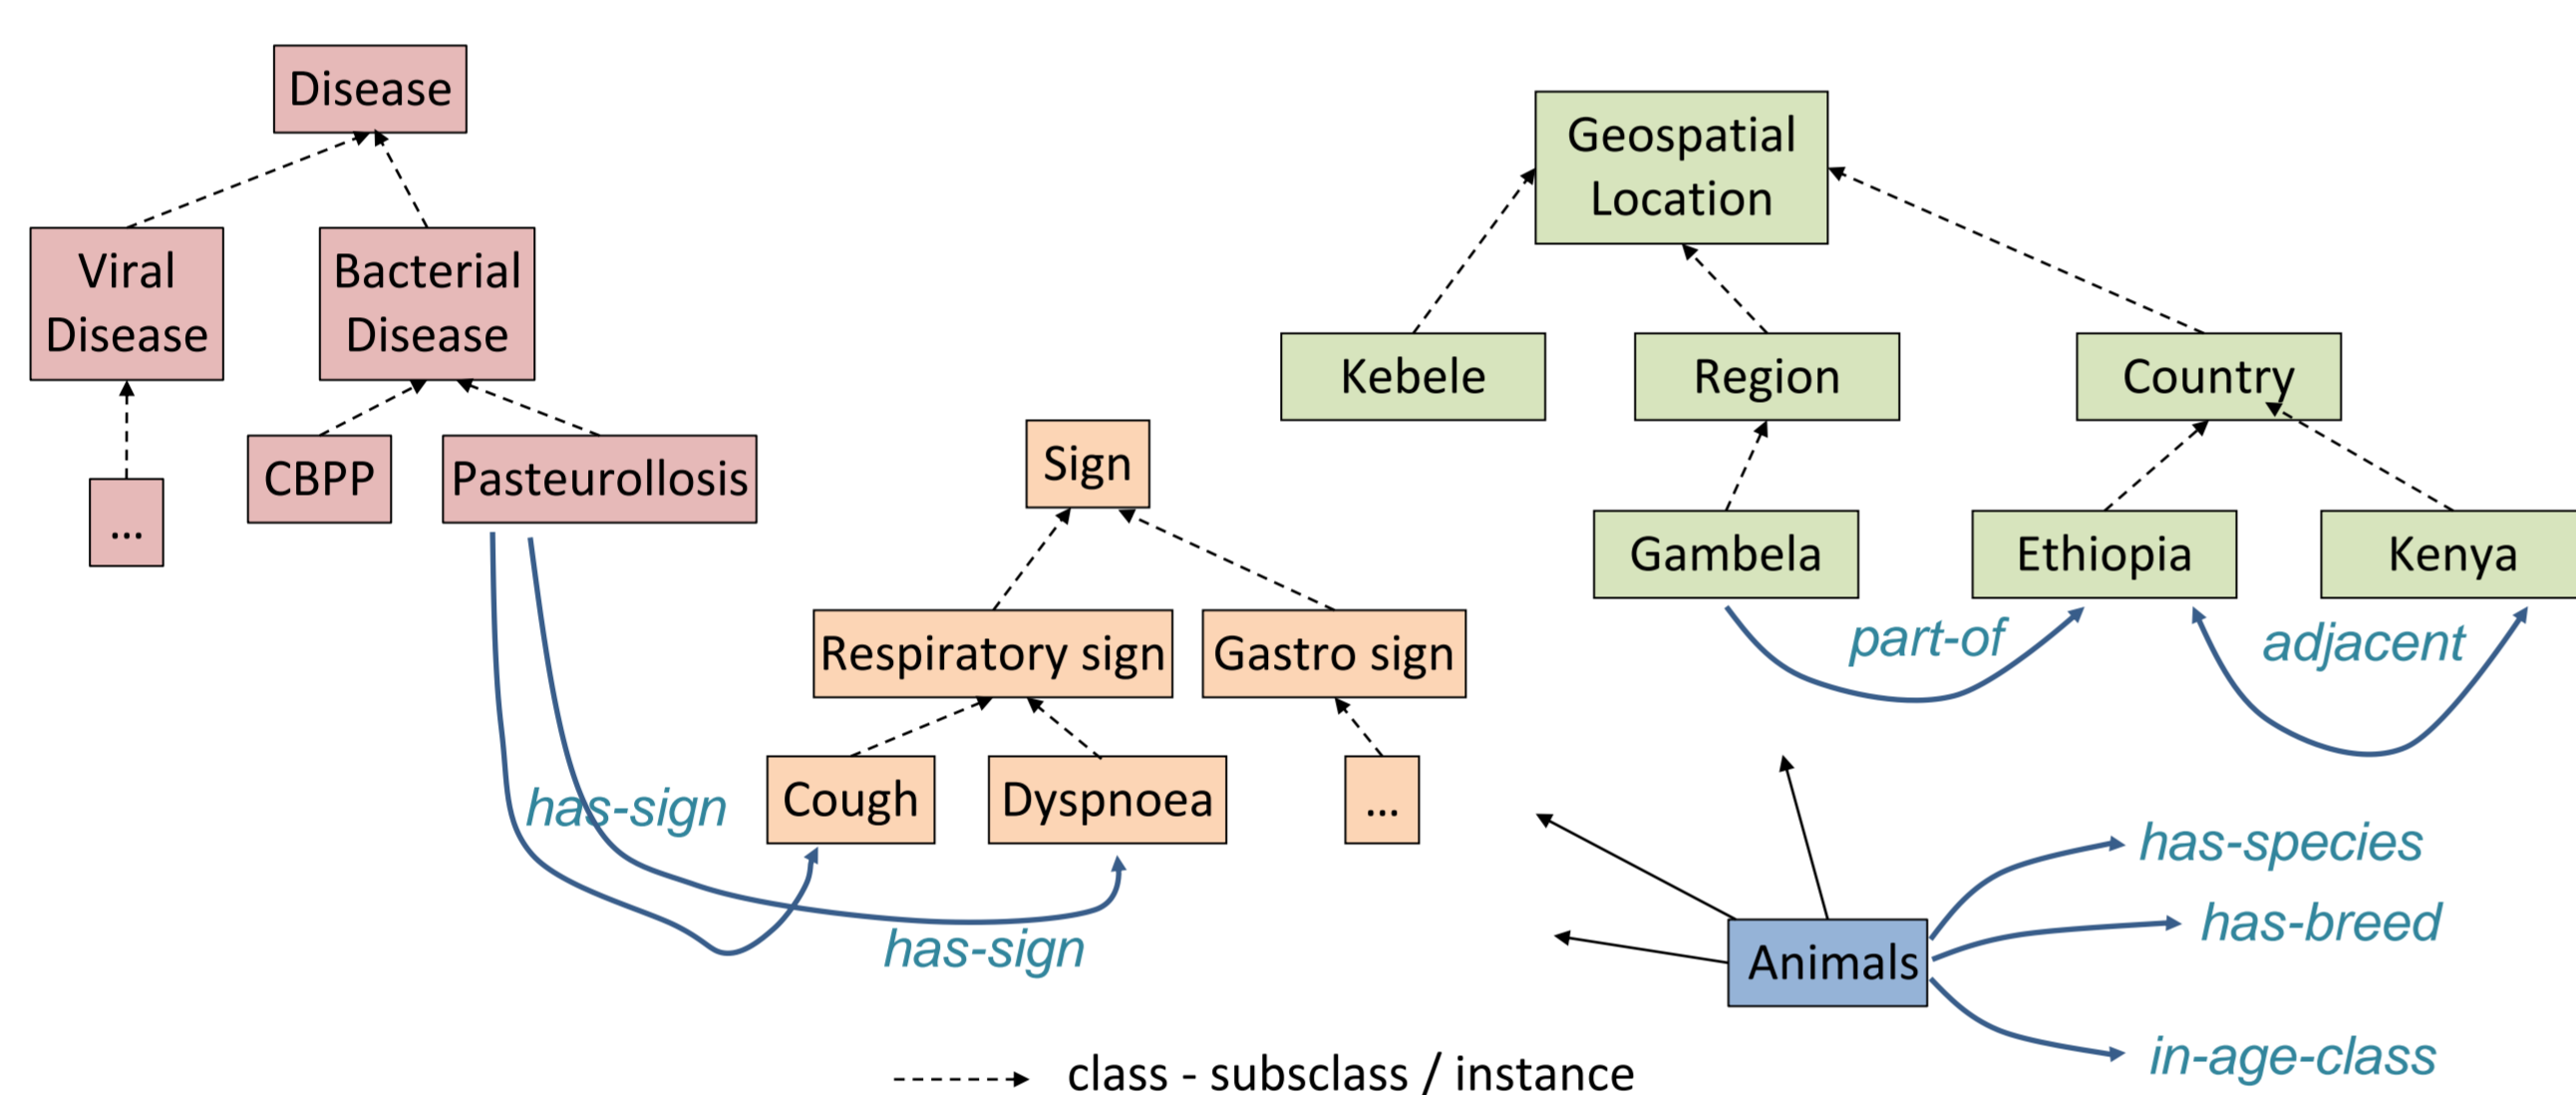 Disease
Viral
Disease
Bacterial
Disease
...
CBPP
Pasteurollosis
has-sign
has-sign
Sign
Respiratory sign
Gastro sign
Cough
Dyspnoea
...
Geospatial
Location
Kebele
Region
Country
Gambela
Ethiopia
Kenya
part-of
adjacent
Animals
has-species
has-breed
in-age-class
class - subsclass / instance